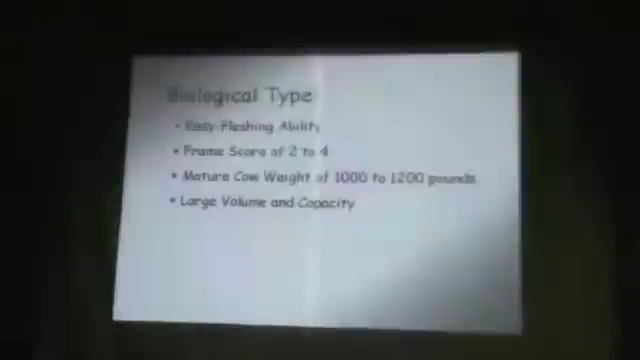 Biological Type
• Easy-Fleshing Ability
• Frame Score of 2 to 4
• Mature Cow Weight of 1000 to 1200 pounds
• Large Volume and Capacity